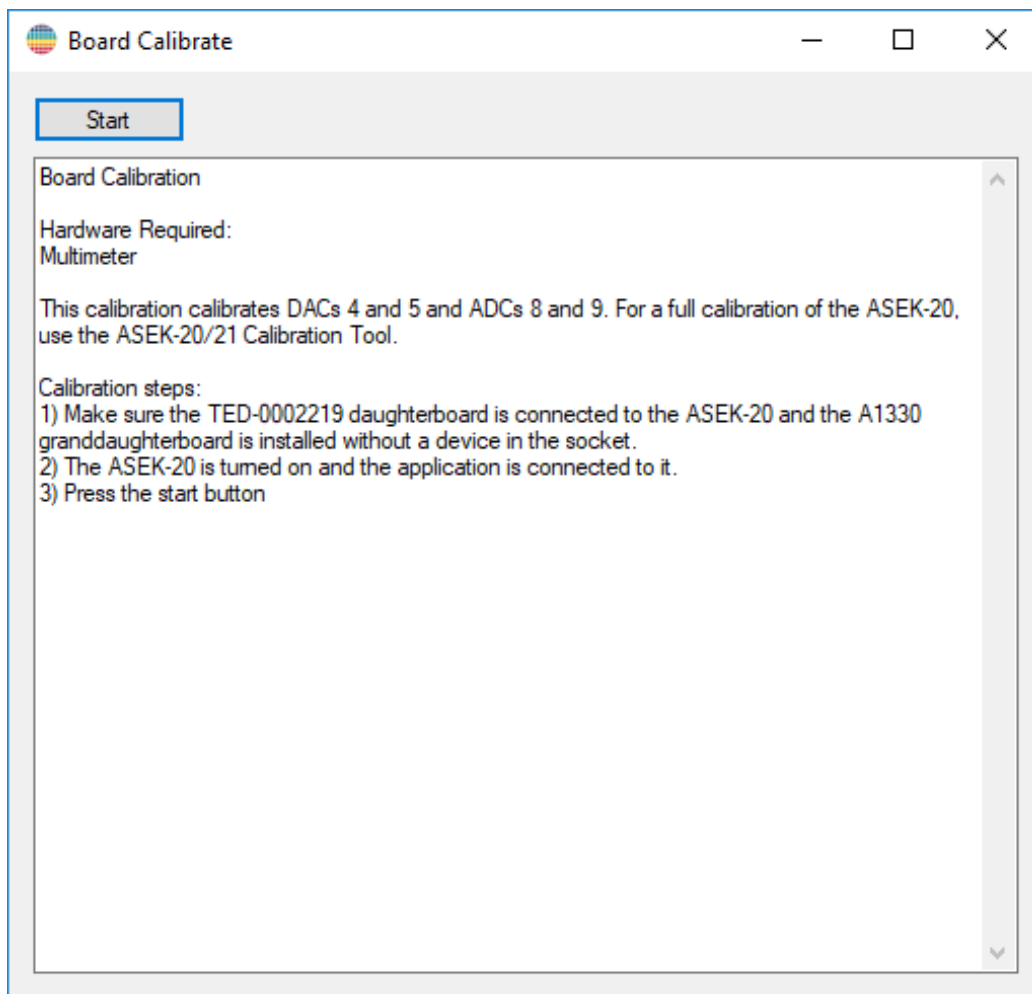 Board Calibrate
Start
Board Calibration
Hardware Required:
Multimeter
This calibration calibrates DACs 4 and 5 and ADCs 8 and 9. For a full calibration of the ASEK-20,
use the ASEK-20/21 Calibration Tool.
Calibration steps:
1) Make sure the TED-0002219 daughterboard is connected to the ASEK-20 and the A1330
granddaughterboard is installed without a device in the socket.
2) The ASEK-20 is turned on and the application is connected to it.
3) Press the start button